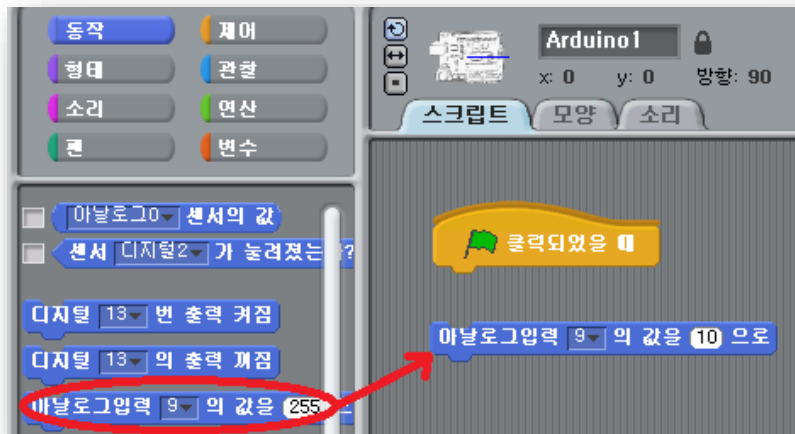 동작
제어
형태
관찰
소리
연산
펜
변수
Arduino1
x: 0 y: 0 방향: 90
스크립트 모양 소리
아날로그0 센서의 값
센서 디지털2 가 눌려졌는 ?
디지털 13 번 출력 켜짐
디지털 13 의 출력 꺼짐
아날로그입력 9 의 값을 255
클릭되었을 때
아날로그입력 9 의 값을 10 으로